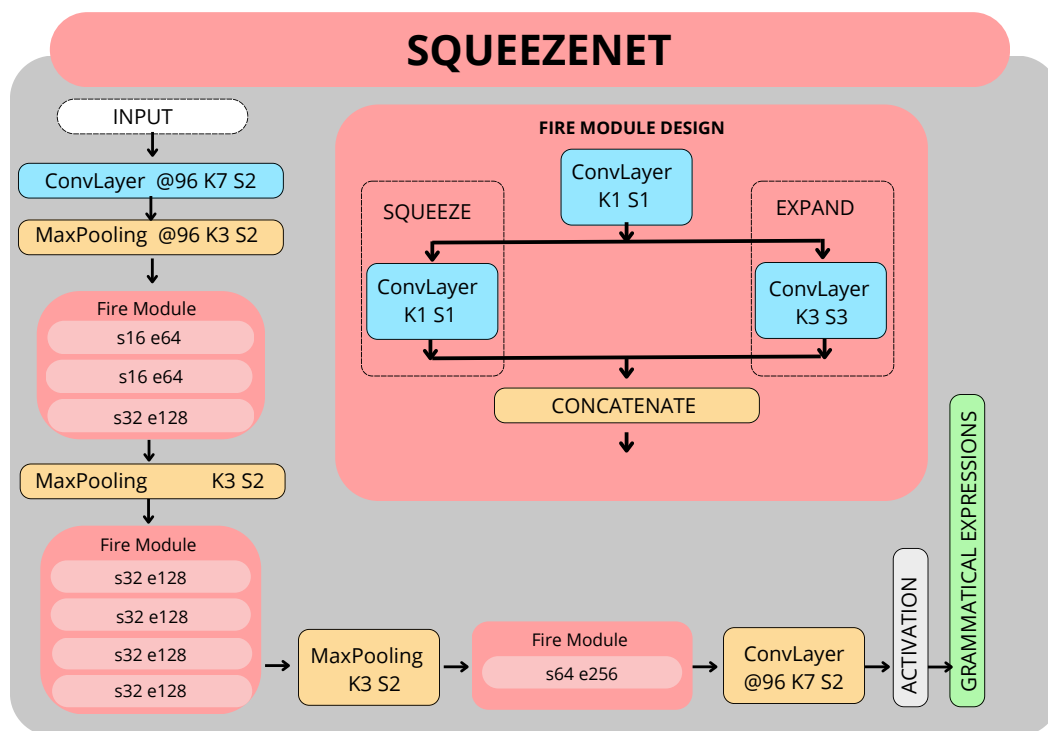 SQUEEZENET
INPUT
ConvLayer @96 K7 S2
MaxPooling @96 K3 S2
Fire Module
s16 e64
s16 e64
s32 e128
MaxPooling K3 S2
Fire Module
s32 e128
s32 e128
s32 e128
s32 e128
MaxPooling
K3 S2
Fire Module
s64 e256
ConvLayer
@96 K7 S2
ACTIVATION
GRAMMATICAL EXPRESSIONS
FIRE MODULE DESIGN
ConvLayer
K1 S1
SQUEEZE
EXPAND
ConvLayer
K1 S1
ConvLayer
K3 S3
CONCATENATE